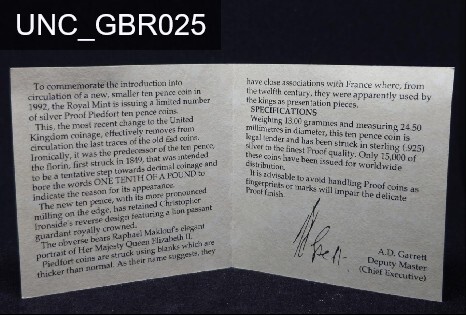 UNC_GBR025
To commemorate the introduction into
circulation of a new, smaller ten pence coin in
1992, the Royal Mint is issuing a limited number
of silver Proof Piedfort ten pence coins.
This, the most recent change to the United
Kingdom coinage, effectively removes from
circulation the last traces of the old £sd coins.
Ironically, it was the predecessor of the ten pence,
the florin, first struck in 1849, that was intended
to be a tentative step towards decimal coinage and
bore the words ONE TENTH OF A POUND to
indicate the reason for its appearance.
The new ten pence, with its more pronounced
milling on the edge, has retained Christopher
Ironside's reverse design featuring a lion passant
guardant royally crowned.
The obverse bears Raphael Maklouf's elegant
portrait of Her Majesty Queen Elizabeth II.
Piedfort coins are struck using blanks which are
thicker than normal. As their name suggests, they
have close associations with France where, from
the twelfth century, they were apparently used by
the kings as presentation pieces.
SPECIFICATIONS
Weighing 13.00 grammes and measuring 24.50
millimetres in diameter, this ten pence coin is
legal tender and has been struck in sterling (.925)
silver to the finest Proof quality. Only 15,000 of
these coins have been issued for worldwide
distribution.
It is advisable to avoid handling Proof coins as
fingerprints or marks will impair the delicate
Proof finish.
A.D. Garrett
Deputy Master
(Chief Executive)